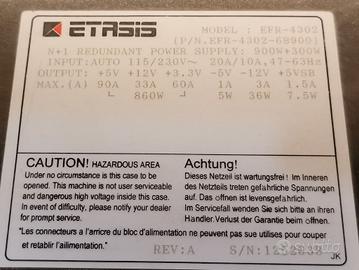 ETASIS
MODEL: EFR-4302
(P/N.EFR-4302-6B900)
N+1 REDUNDANT POWER SUPPLY: 900W+300W
INPUT:AUTO 115/230V~ 20A/10A,47-63Hz
OUTPUT: +5V +12V +3.3V -5V -12V +5VSB
MAX.(A) 90A 33A 60A 1A 3A 1.5A
860W 5W 36W 7.5W
CAUTION! HAZARDOUS AREA
Under no circumstance is this case to be
opened. This machine is not user serviceable
and dangerous high voltage inside this case.
In event of difficulty, please notify your dealer
for prompt service.
Achtung!
Dieses Netzteil ist wartungsfrei! Im Inneren
des Netzteils treten gefährliche Spannungen
auf. Das öffnen ist lebensgefährlich!
Im Servicefall wenden Sie sich bitte an ihren
Händler. Verlust der Garantie beim öffnen.
"Les connecteurs a l'arriere du bloc d'alimentation ne peuvent pas etre utilises pour couper
et retablir l'alimentation."
REV:A S/N:1252838
JK